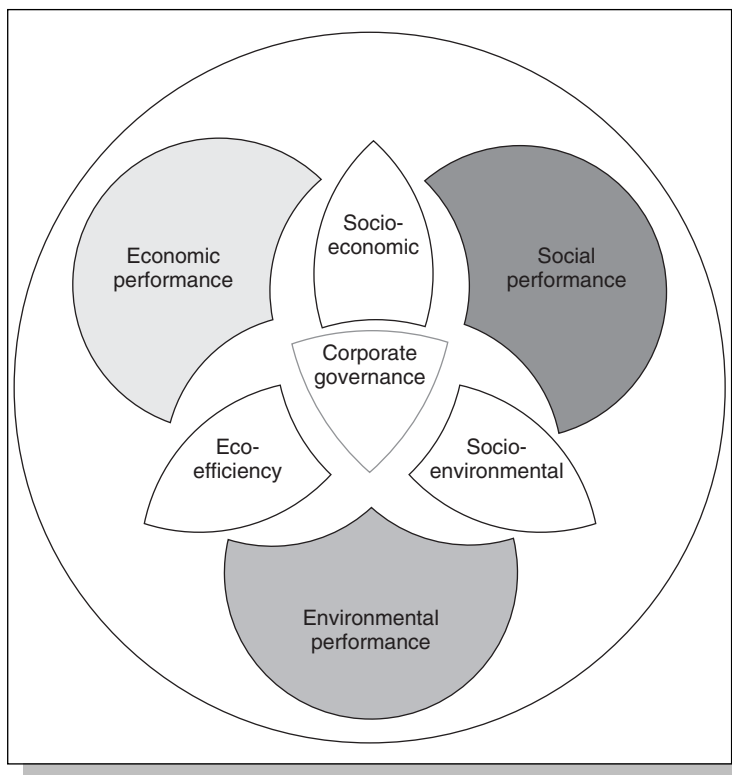 Socio-
economic
Economic
performance
Social
performance
Corporate
governance
Eco-
efficiency
Socio-
environmental
Environmental
performance